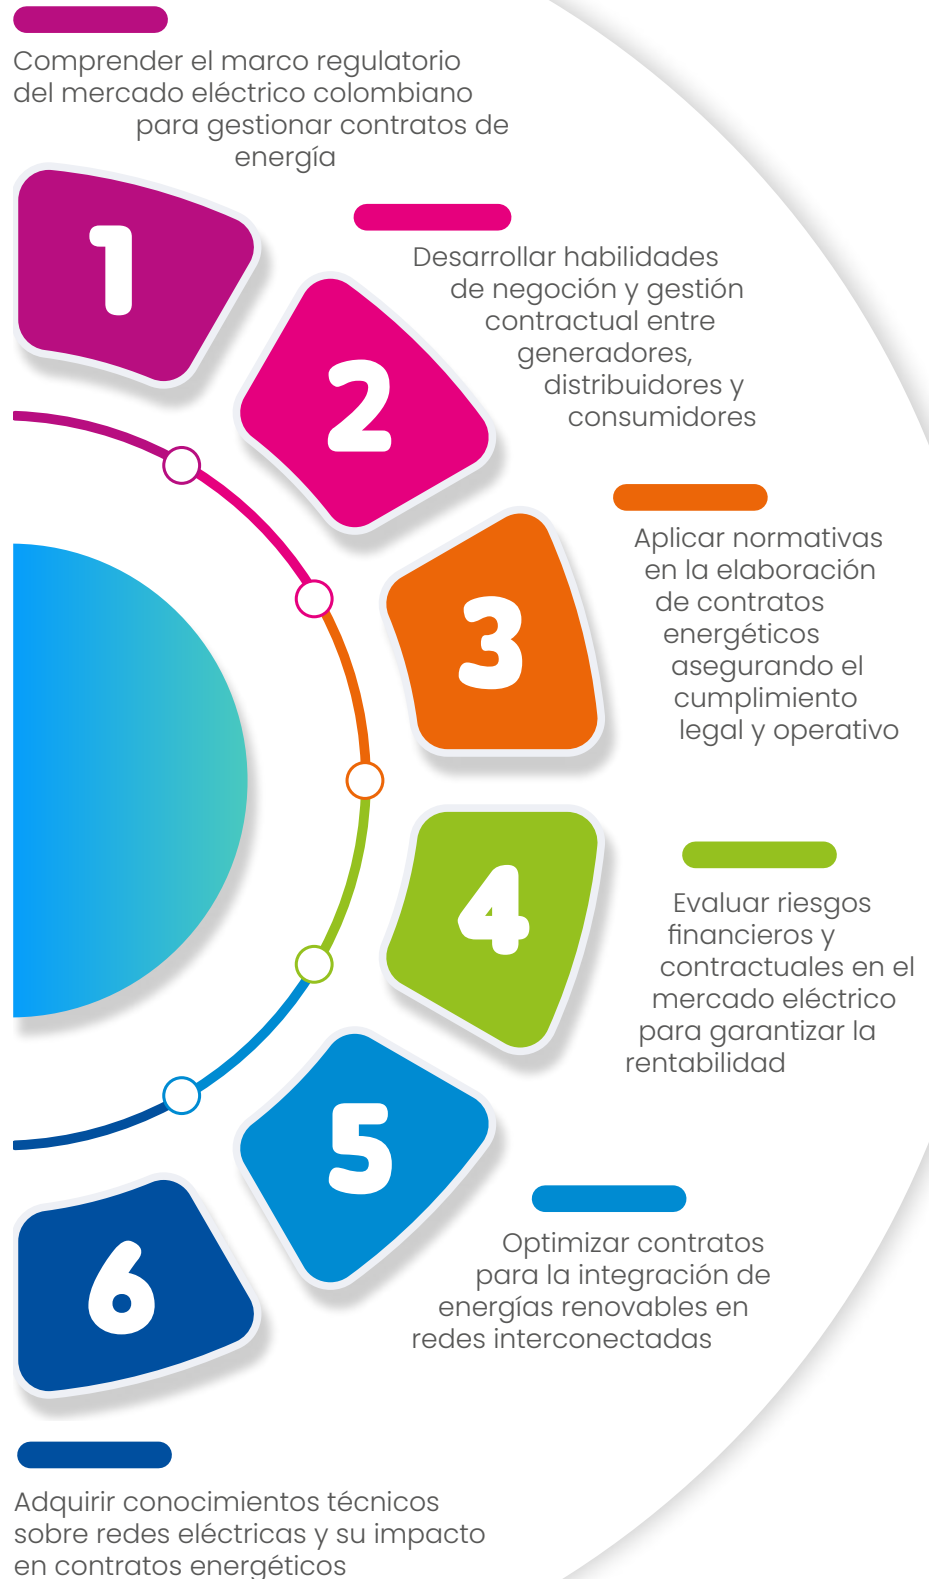 Comprender el marco regulatorio
del mercado eléctrico colombiano
para gestionar contratos de
energía
1
Desarrollar habilidades
de negoción y gestión
contractual entre
generadores,
distribuidores y
consumidores
2
Aplicar normativas
en la elaboración
de contratos
energéticos
asegurando el
cumplimiento
legal y operativo
3
Evaluar riesgos
financieros y
contractuales en el
mercado eléctrico
para garantizar la
rentabilidad
4
Optimizar contratos
para la integración de
energías renovables en
redes interconectadas
5
6
Adquirir conocimientos técnicos
sobre redes eléctricas y su impacto
en contratos energéticos